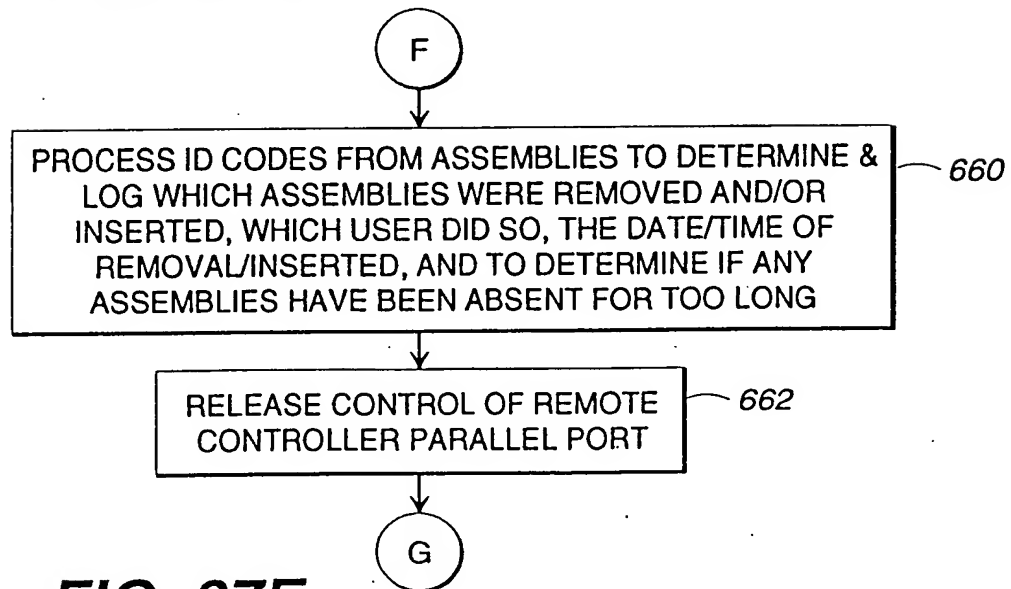 F
PROCESS ID CODES FROM ASSEMBLIES TO DETERMINE &
LOG WHICH ASSEMBLIES WERE REMOVED AND/OR
INSERTED, WHICH USER DID SO, THE DATE/TIME OF
REMOVAL/INSERTED, AND TO DETERMINE IF ANY
ASSEMBLIES HAVE BEEN ABSENT FOR TOO LONG
660
RELEASE CONTROL OF REMOTE
CONTROLLER PARALLEL PORT
662
G